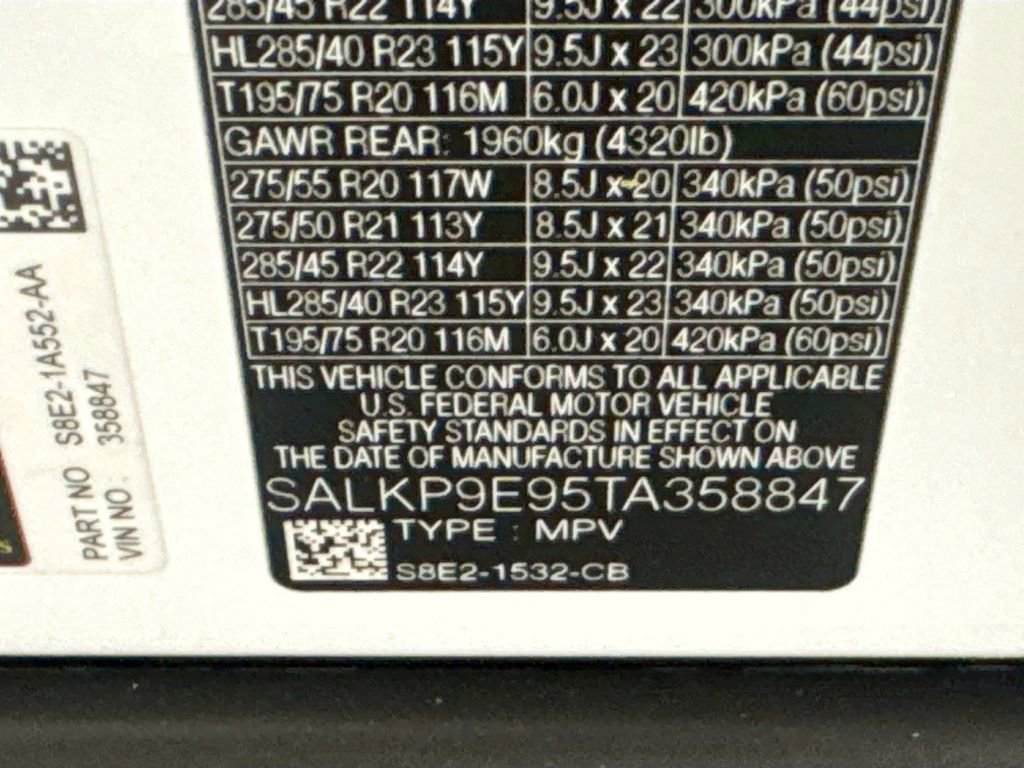 285/45 R22 114Y 9.5J x 22 300kPa (44psi)
HL285/40 R23 115Y 9.5J x 23 300kPa (44psi)
T195/75 R20 116M 6.0J x 20 420kPa (60psi)
GAWR REAR: 1960kg (4320lb)
275/55 R20 117W 8.5J x 20 340kPa (50psi)
275/50 R21 113Y 8.5J x 21 340kPa (50psi)
285/45 R22 114Y 9.5J x 22 340kPa (50psi)
HL285/40 R23 115Y 9.5J x 23 340kPa (50psi)
T195/75 R20 116M 6.0J x 20 420kPa (60psi)
THIS VEHICLE CONFORMS TO ALL APPLICABLE
U.S. FEDERAL MOTOR VEHICLE
SAFETY STANDARDS IN EFFECT ON
THE DATE OF MANUFACTURE SHOWN ABOVE
SALKP9E95TA358847
TYPE : MPV
S8E2-1532-CB
PART NO S8E2-1A552-AA
VIN NO: 358847